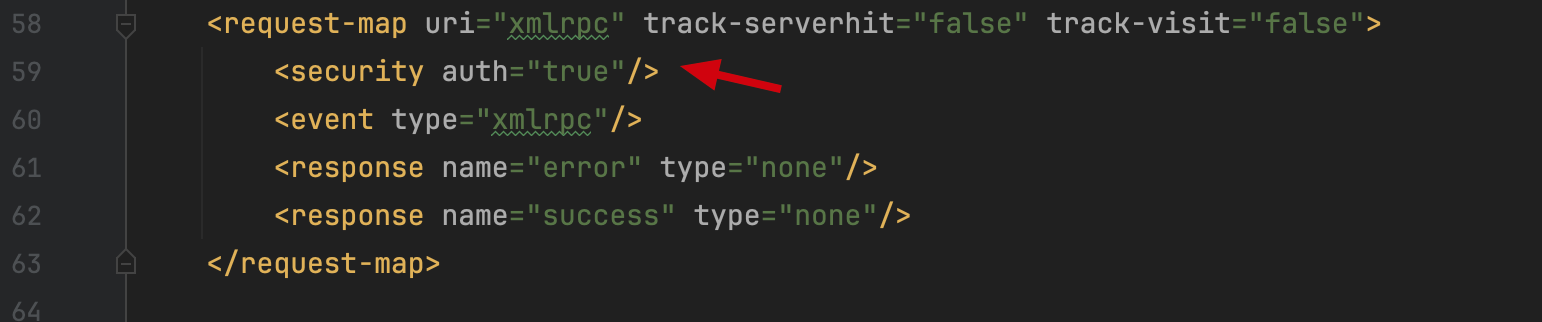 58 <request-map uri="xmlrpc" track-serverhit="false" track-visit="false">
59 <security auth="true"/>
60 <event type="xmlrpc"/>
61 <response name="error" type="none"/>
62 <response name="success" type="none"/>
63 </request-map>
64